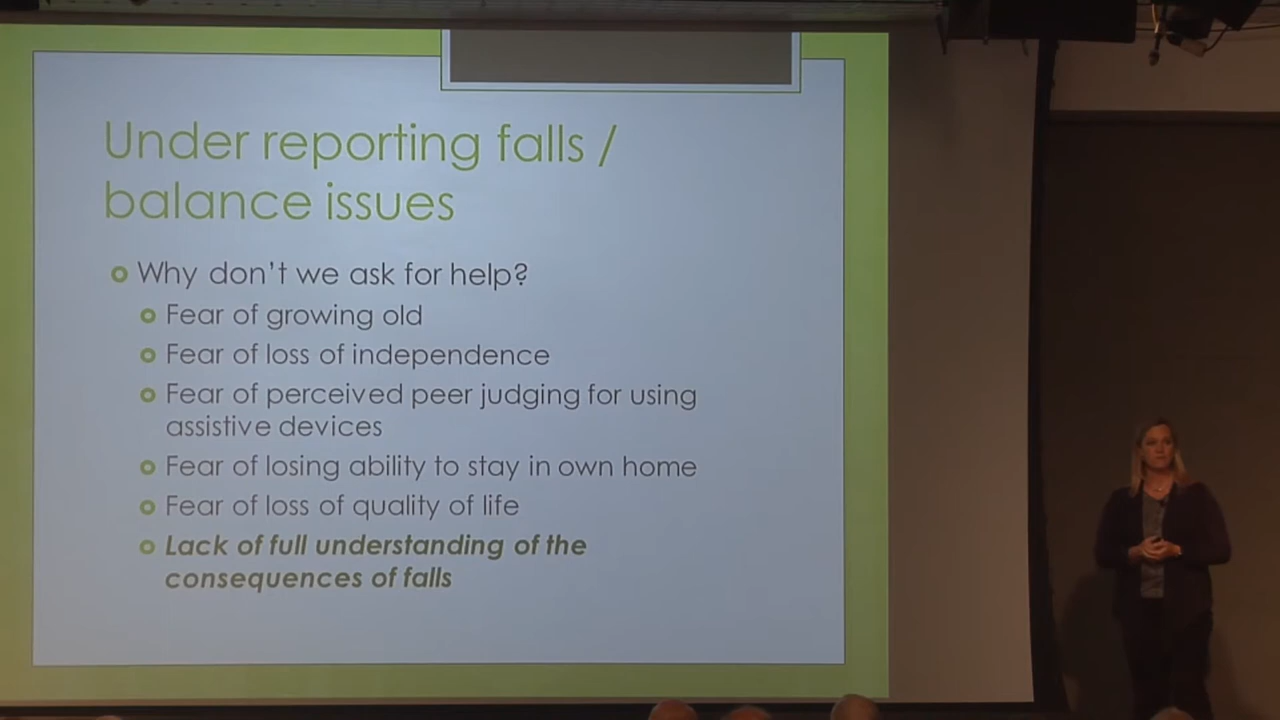 Under reporting falls /
balance issues
Why don't we ask for help?
Fear of growing old
Fear of loss of independence
Fear of perceived peer judging for using
assistive devices
Fear of losing ability to stay in own home
Fear of loss of quality of life
Lack of full understanding of the
consequences of falls